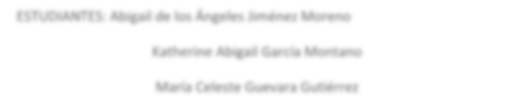 ESTUDIANTES: Abigail de los Ángeles Jiménez Moreno
Katherine Abigail García Montano
María Celeste Guevara Gutiérrez